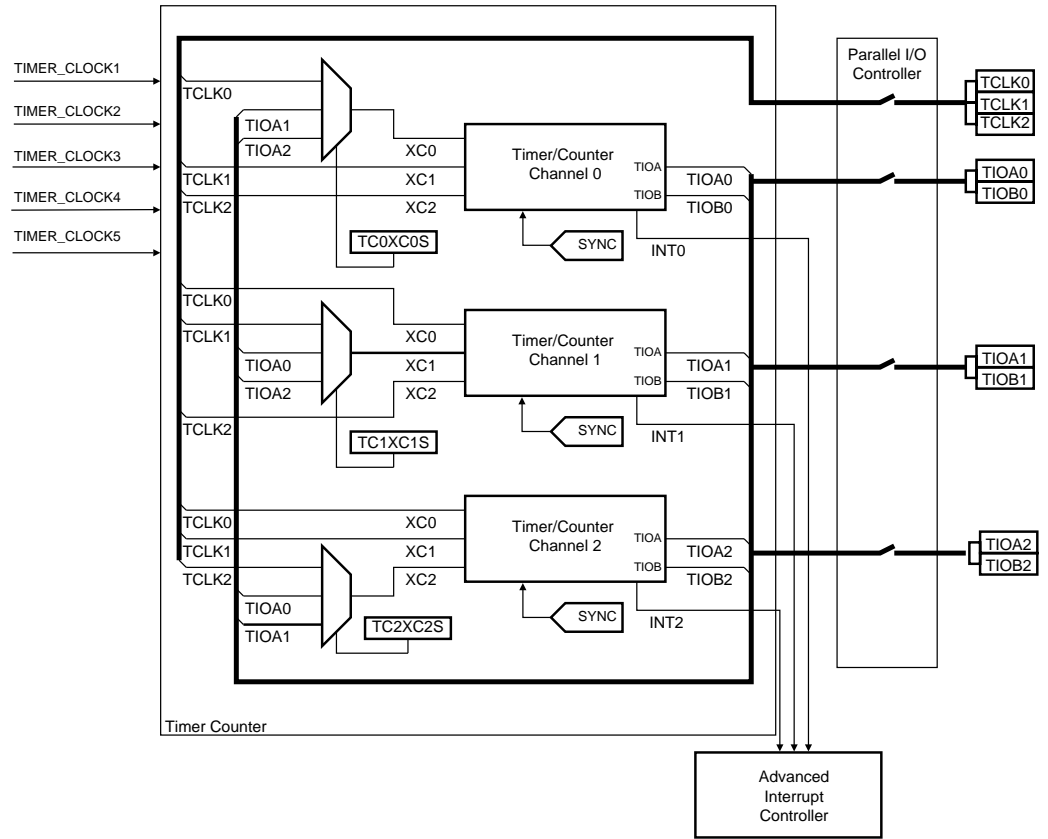 TIMER_CLOCK1
TIMER_CLOCK2
TIMER_CLOCK3
TIMER_CLOCK4
TIMER_CLOCK5
TCLK0
TIOA1
TIOA2
TCLK1
TCLK2
XC0
XC1
XC2
TC0XC0S
Timer/Counter
Channel 0
TIOA
TIOB
TIOA0
TIOB0
SYNC
INT0
TCLK0
TCLK1
TIOA0
TIOA2
TCLK2
XC0
XC1
XC2
TC1XC1S
Timer/Counter
Channel 1
TIOA
TIOB
TIOA1
TIOB1
SYNC
INT1
TCLK0
TCLK1
TCLK2
TIOA0
TIOA1
XC0
XC1
XC2
TC2XC2S
Timer/Counter
Channel 2
TIOA
TIOB
TIOA2
TIOB2
SYNC
INT2
Timer Counter
Parallel I/O
Controller
TCLK0
TCLK1
TCLK2
TIOA0
TIOB0
TIOA1
TIOB1
TIOA2
TIOB2
Advanced
Interrupt
Controller